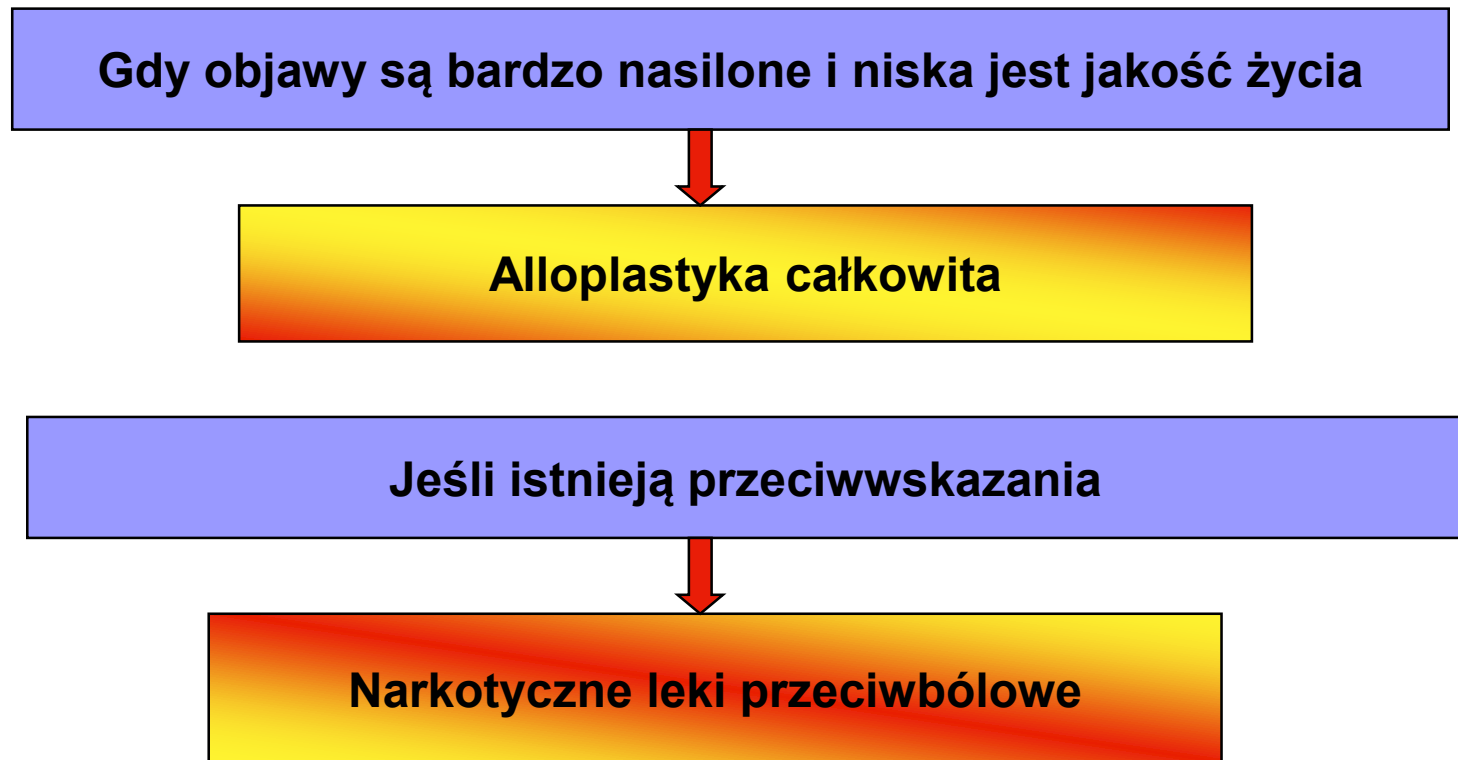 Gdy objawy są bardzo nasilone i niska jest jakość życia
Alloplastyka całkowita
Jeśli istnieją przeciwwskazania
Narkotyczne leki przeciwbólowe